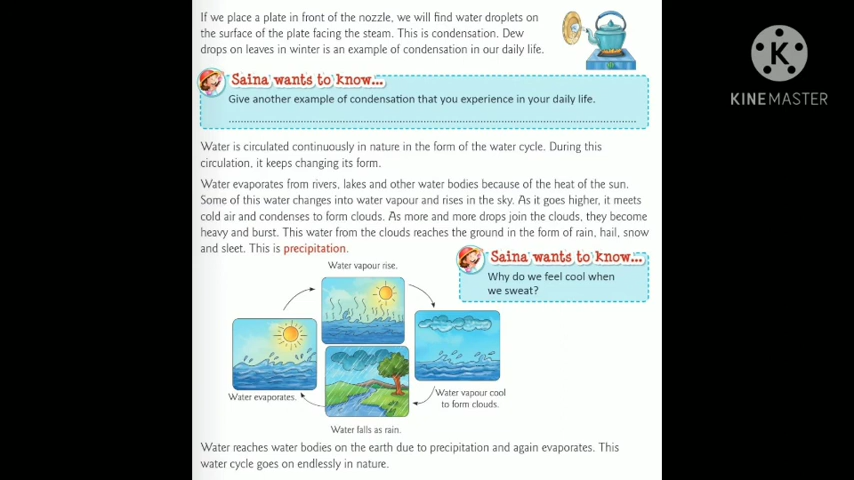 If we place a plate in front of the nozzle, we will find water droplets on
the surface of the plate facing the steam. This is condensation. Dew
drops on leaves in winter is an example of condensation in our daily life.
Saina wants to know...
Give another example of condensation that you experience in your daily life.
Water is circulated continuously in nature in the form of the water cycle. During this
circulation, it keeps changing its form.
Water evaporates from rivers, lakes and other water bodies because of the heat of the sun.
Some of this water changes into water vapour and rises in the sky. As it goes higher, it meets
cold air and condenses to form clouds. As more and more drops join the clouds, they become
heavy and burst. This water from the clouds reaches the ground in the form of rain, hail, snow
and sleet. This is precipitation.
Saina wants to know...
Why do we feel cool when
we sweat?
Water vapour rise.
Water evaporates.
Water vapour cool
to form clouds.
Water falls as rain.
Water reaches water bodies on the earth due to precipitation and again evaporates. This
water cycle goes on endlessly in nature.
K
KINEMASTER